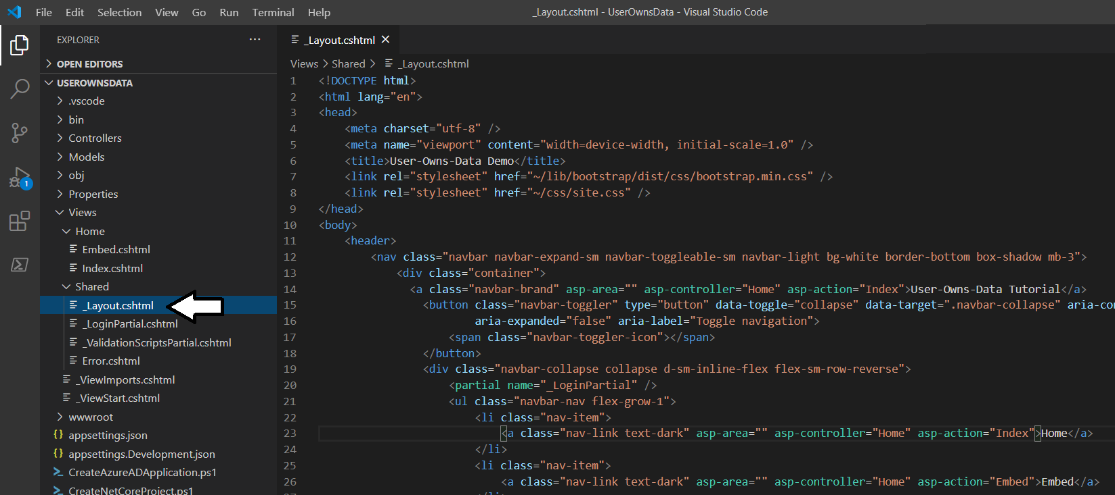 File Edit Selection View Go Run Terminal Help
_Layout.cshtml - UserOwnsData - Visual Studio Code
EXPLORER
OPEN EDITORS
USEROWNSDATA
.vscode
bin
Controllers
Models
obj
Properties
Views
Home
Embed.cshtml
Index.cshtml
Shared
_Layout.cshtml
_LoginPartial.cshtml
_ValidationScriptsPartial.cshtml
Error.cshtml
_ViewImports.cshtml
_ViewStart.cshtml
wwwroot
{} appsettings.json
{} appsettings.Development.json
CreateAzureADApplication.ps1
CreateNetCoreProject.ps1
1
_Layout.cshtml ×
Views > Shared > _Layout.cshtml
1 <!DOCTYPE html>
2 <html lang="en">
3 <head>
4 <meta charset="utf-8" />
5 <meta name="viewport" content="width=device-width, initial-scale=1.0" />
6 <title>User-Owns-Data Demo</title>
7 <link rel="stylesheet" href="~/lib/bootstrap/dist/css/bootstrap.min.css" />
8 <link rel="stylesheet" href="~/css/site.css" />
9 </head>
10 <body>
11 <header>
12 <nav class="navbar navbar-expand-sm navbar-toggleable-sm navbar-light bg-white border-bottom box-shadow mb-3">
13 <div class="container">
14 <a class="navbar-brand" asp-area="" asp-controller="Home" asp-action="Index">User-Owns-Data Tutorial</a>
15 <button class="navbar-toggler" type="button" data-toggle="collapse" data-target=".navbar-collapse" aria-co
16 aria-expanded="false" aria-label="Toggle navigation">
17 <span class="navbar-toggler-icon"></span>
18 </button>
19 <div class="navbar-collapse collapse d-sm-inline-flex flex-sm-row-reverse">
20 <partial name="_LoginPartial" />
21 <ul class="navbar-nav flex-grow-1">
22 <li class="nav-item">
23 <a class="nav-link text-dark" asp-area="" asp-controller="Home" asp-action="Index">Home</a>
24 </li>
25 <li class="nav-item">
26 <a class="nav-link text-dark" asp-area="" asp-controller="Home" asp-action="Embed">Embed</a>